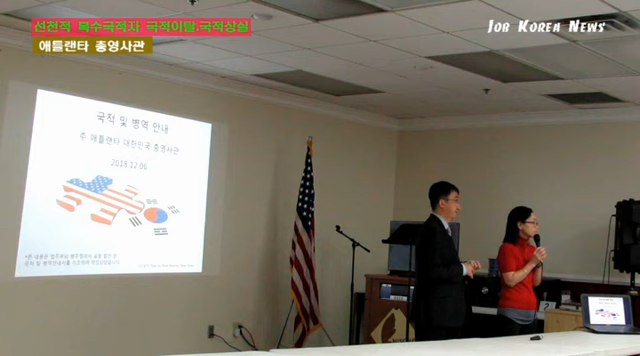 선천적 복수국적자 국적이탈.국적상실
애틀랜타 총영사관
Job Korea News
국적 및 병역 안내
주 애틀랜타 대한민국 총영사관
2018.12.06